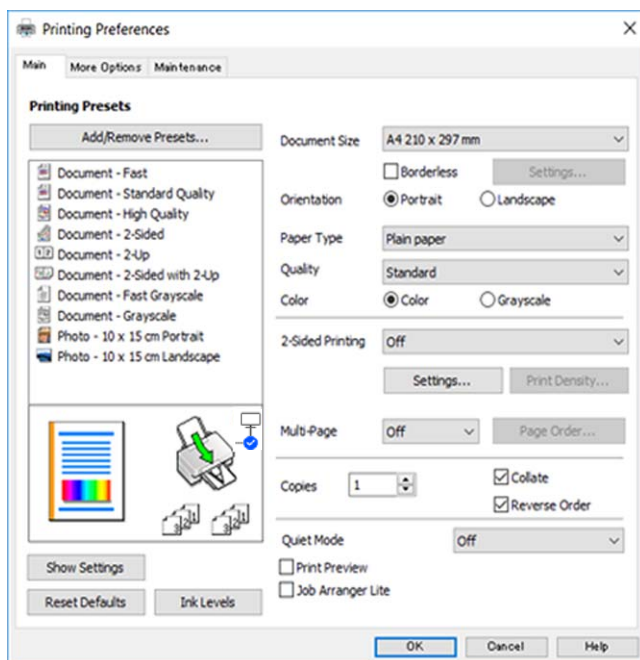 Printing Preferences
Main
More Options
Maintenance
Printing Presets
Add/Remove Presets...
Document - Fast
Document - Standard Quality
Document - High Quality
Document - 2-Sided
Document - 2-Up
Document - 2-Sided with 2-Up
Document - Fast Grayscale
Document - Grayscale
Photo - 10 x 15 cm Portrait
Photo - 10 x 15 cm Landscape
Show Settings
Reset Defaults
Ink Levels
Document Size
A4 210 x 297 mm
Borderless
Settings...
Orientation
Portrait
Landscape
Paper Type
Plain paper
Quality
Standard
Color
Color
Grayscale
2-Sided Printing
Off
Settings...
Print Density...
Multi-Page
Off
Page Order...
Copies
1
Collate
Reverse Order
Quiet Mode
Off
Print Preview
Job Arranger Lite
OK
Cancel
Help